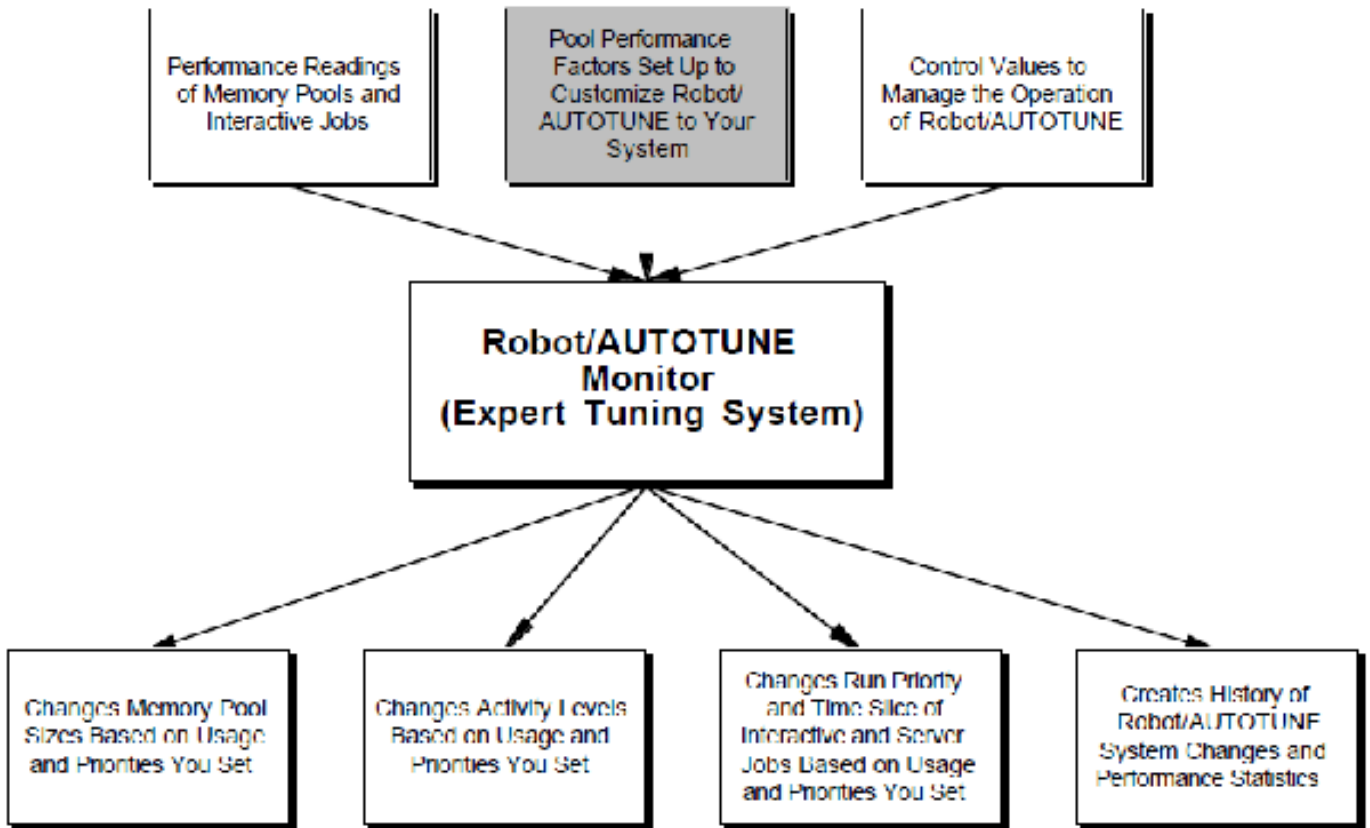 Performance Readings
of Memory Pools and
Interactive Jobs
Pool Performance
Factors Set Up to
Customize Robot/
AUTOTUNE to Your
System
Control Values to
Manage the Operation
of Robot/AUTOTUNE
Robot/AUTOTUNE
Monitor
(Expert Tuning System)
Changes Memory Pool
Sizes Based on Usage
and Priorities You Set
Changes Activity Levels
Based on Usage and
Priorities You Set
Changes Run Priority
and Time Slice of
Interactive and Server
Jobs Based on Usage
and Priorities You Set
Creates History of
Robot/AUTOTUNE
System Changes and
Performance Statistics